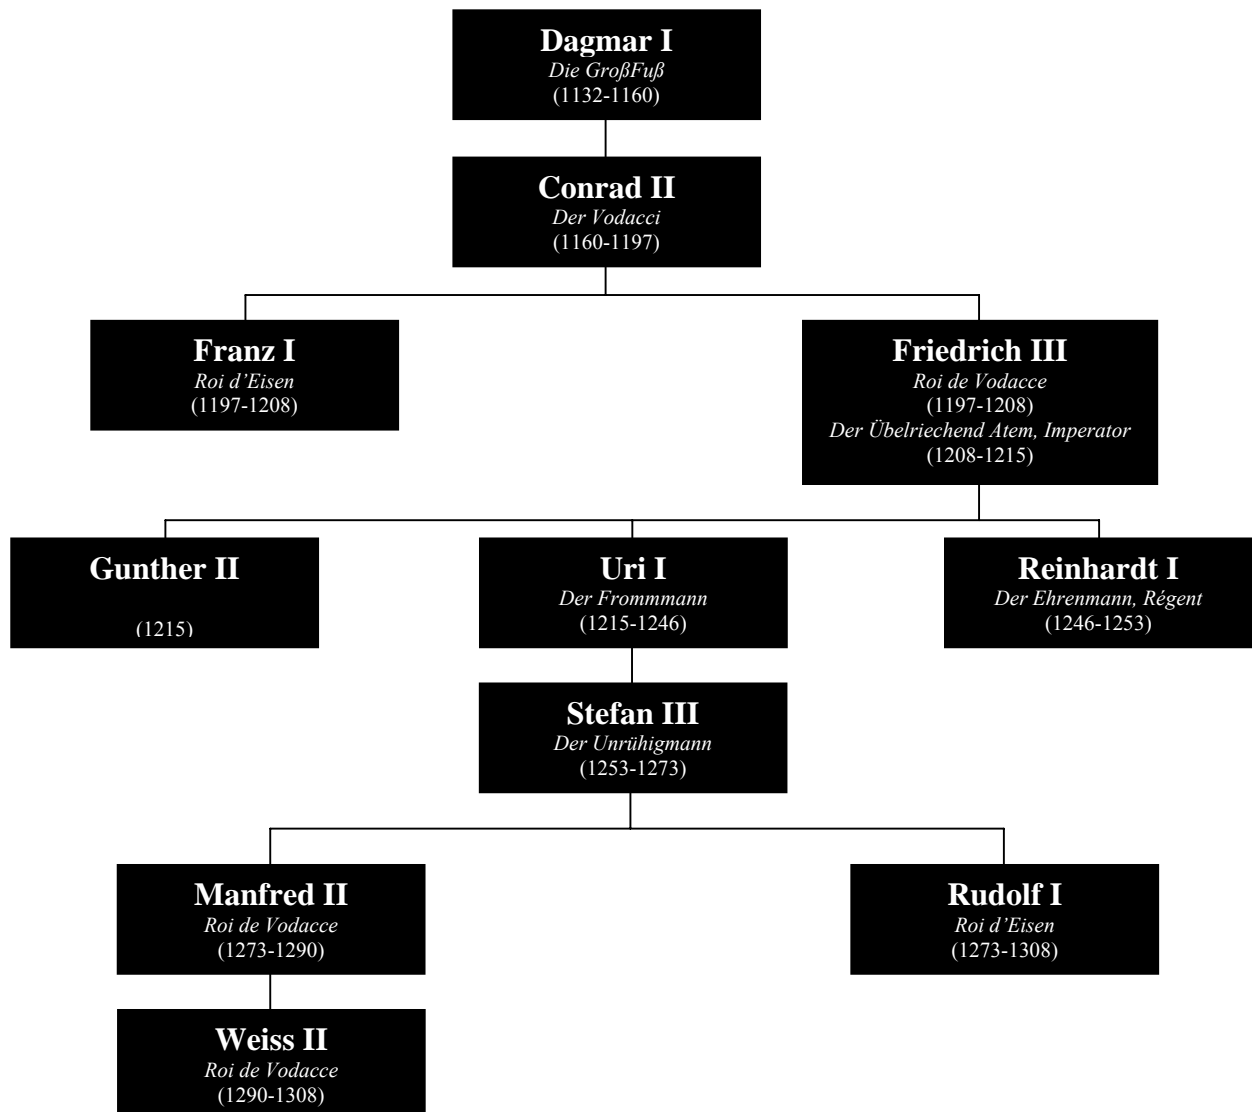 Dagmar I
Die GroßFuß
(1132-1160)
Conrad II
Der Vodacci
(1160-1197)
Franz I
Roi d’Eisen
(1197-1208)
Friedrich III
Roi de Vodacce
(1197-1208)
Der Übelriechend Atem, Imperator
(1208-1215)
Gunther II
(1215)
Uri I
Der Frommmann
(1215-1246)
Reinhardt I
Der Ehrenmann, Régent
(1246-1253)
Stefan III
Der Unrühigmann
(1253-1273)
Manfred II
Roi de Vodacce
(1273-1290)
Rudolf I
Roi d’Eisen
(1273-1308)
Weiss II
Roi de Vodacce
(1290-1308)